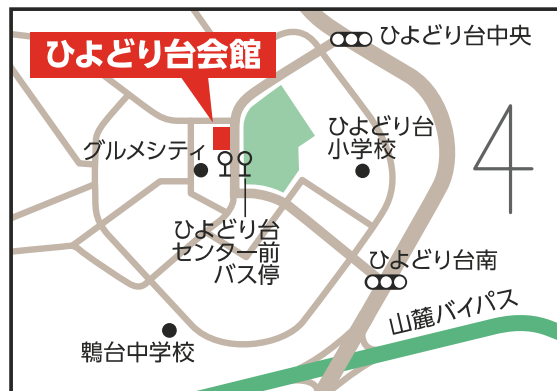 ひよどり台会館
ひよどり台中央
ひよどり台
小学校
グルメシティ
ひよどり台
センター前
バス停
ひよどり台南
山麓バイパス
鵯台中学校